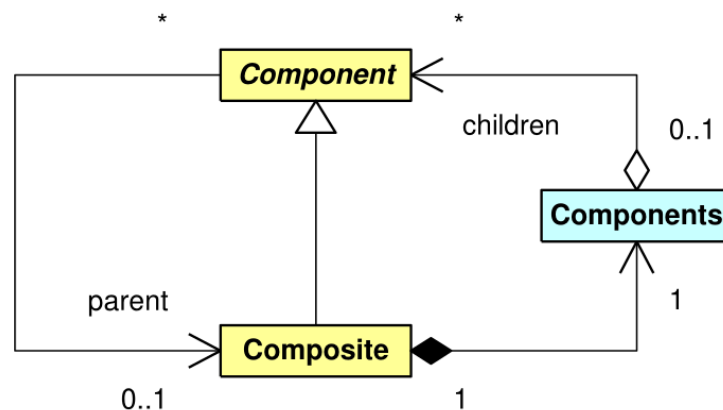 * *
Component
children 0..1
Components
parent 1
Composite
0..1 1